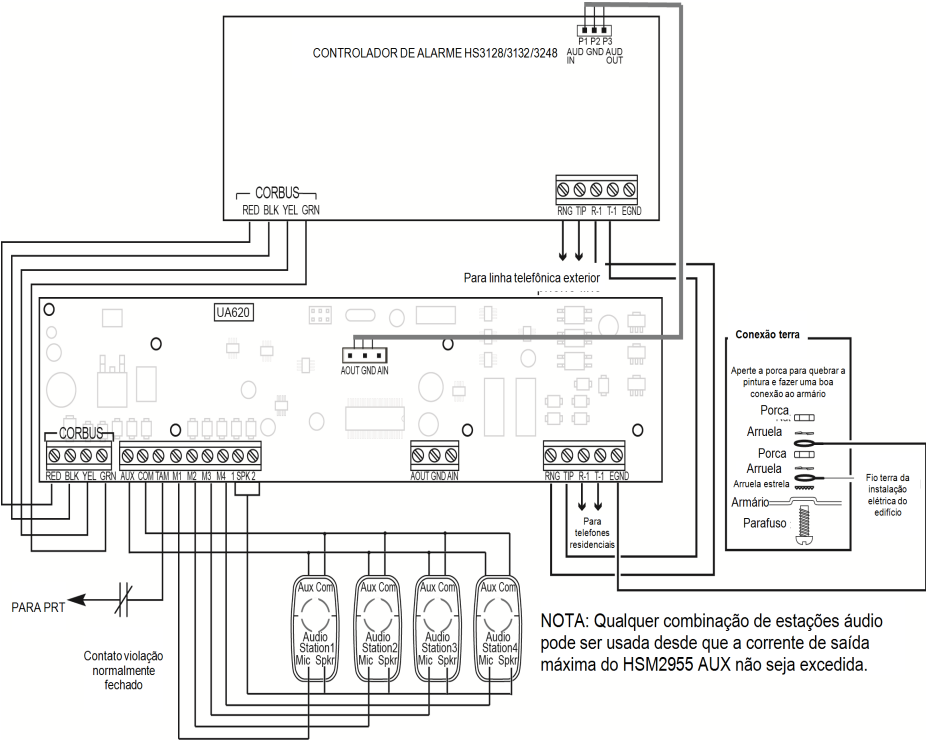 P1 P2 P3
AUD GND AUD
IN OUT
CONTROLADOR DE ALARME HS3128/3132/3248
CORBUS
RED BLK YEL GRN
RNG TIP R-1 T-1 EGND
Para linha telefônica exterior
UA620
AOUT GND AIN
CORBUS
RED BLK YEL GRN
AUX COM TAM M1 M2 M3 M4 1 SPK 2
AOUT GND AIN
RNG TIP R-1 T-1 EGND
Para
telefones
residenciais
Conexão terra
Aperte a porca para quebrar a
pintura e fazer uma boa
conexão ao armário
Porca
Arruela
Porca
Arruela
Arruela estrela
Armário
Parafuso
Fio terra da
instalação
elétrica do
edifício
PARA PRT
Contato violação
normalmente
fechado
Aux Com
Audio
Station1
Mic Spkr
Aux Com
Audio
Station2
Mic Spkr
Aux Com
Audio
Station3
Mic Spkr
Aux Com
Audio
Station4
Mic Spkr
NOTA: Qualquer combinação de estações áudio
pode ser usada desde que a corrente de saída
máxima do HSM2955 AUX não seja excedida.